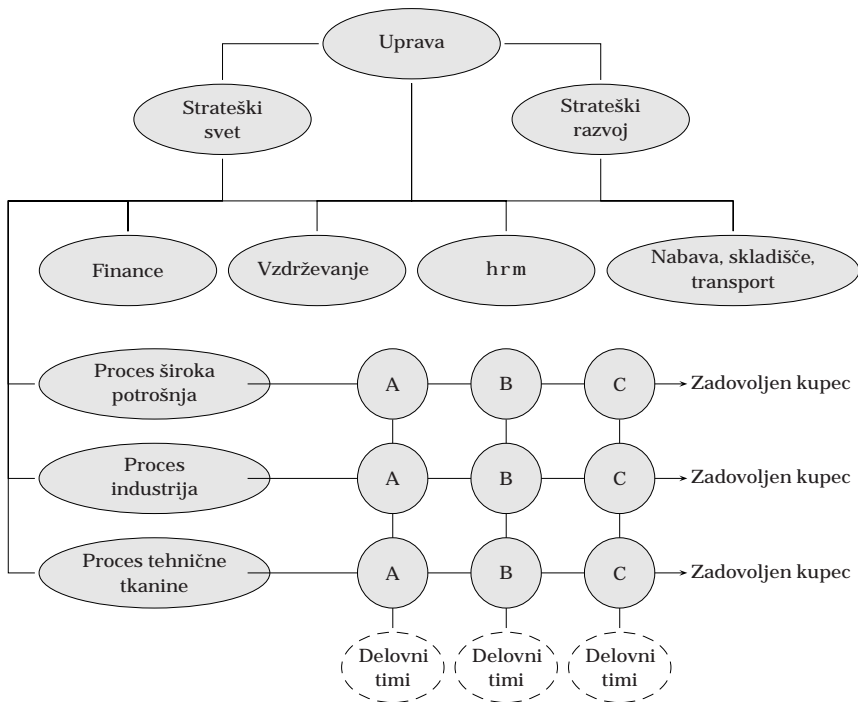 Uprava
Strateški
svet
Strateški
razvoj
Finance
Vzdrževanje
hrm
Nabava, skladišče,
transport
Proces široka
potrošnja
A
B
C
Zadovoljen kupec
Proces
industrija
A
B
C
Zadovoljen kupec
Proces tehnične
tkanine
A
B
C
Zadovoljen kupec
Delovni
timi
Delovni
timi
Delovni
timi